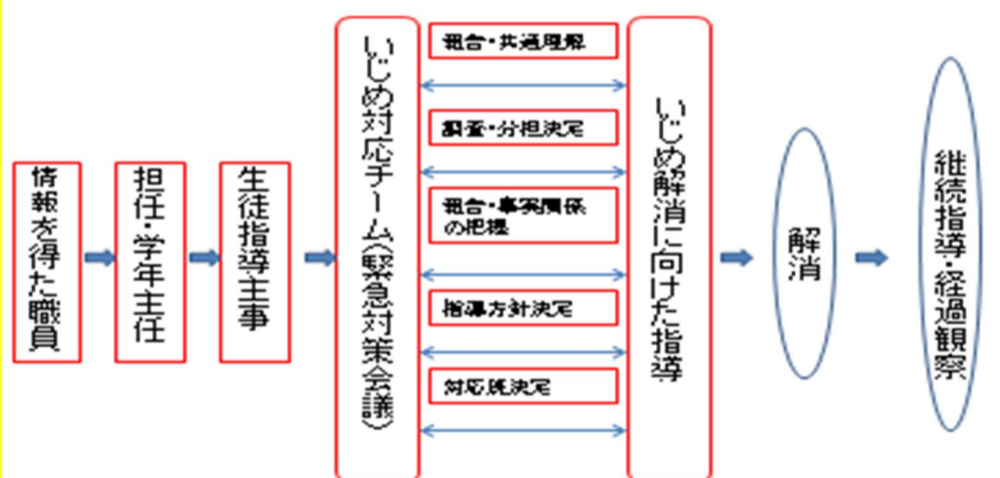 情報を得た職員
担任・学年主任
生徒指導主事
いじめ対応チーム(緊急対策会議)
報告・共通理解
調査・分担決定
報告・事実関係
の把握
指導方針決定
対応班決定
いじめ解消に向けた指導
解消
継続指導・経過観察